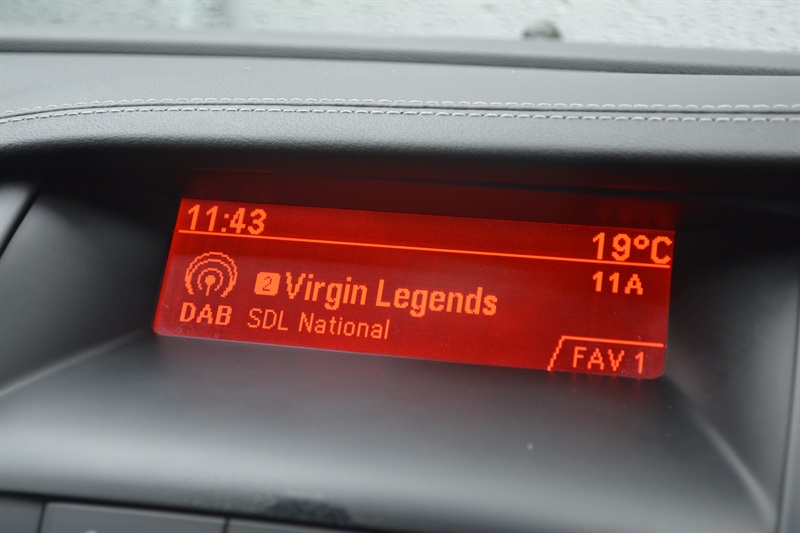 11:43
19°C
11A
2 Virgin Legends
DAB SDL National
FAV 1